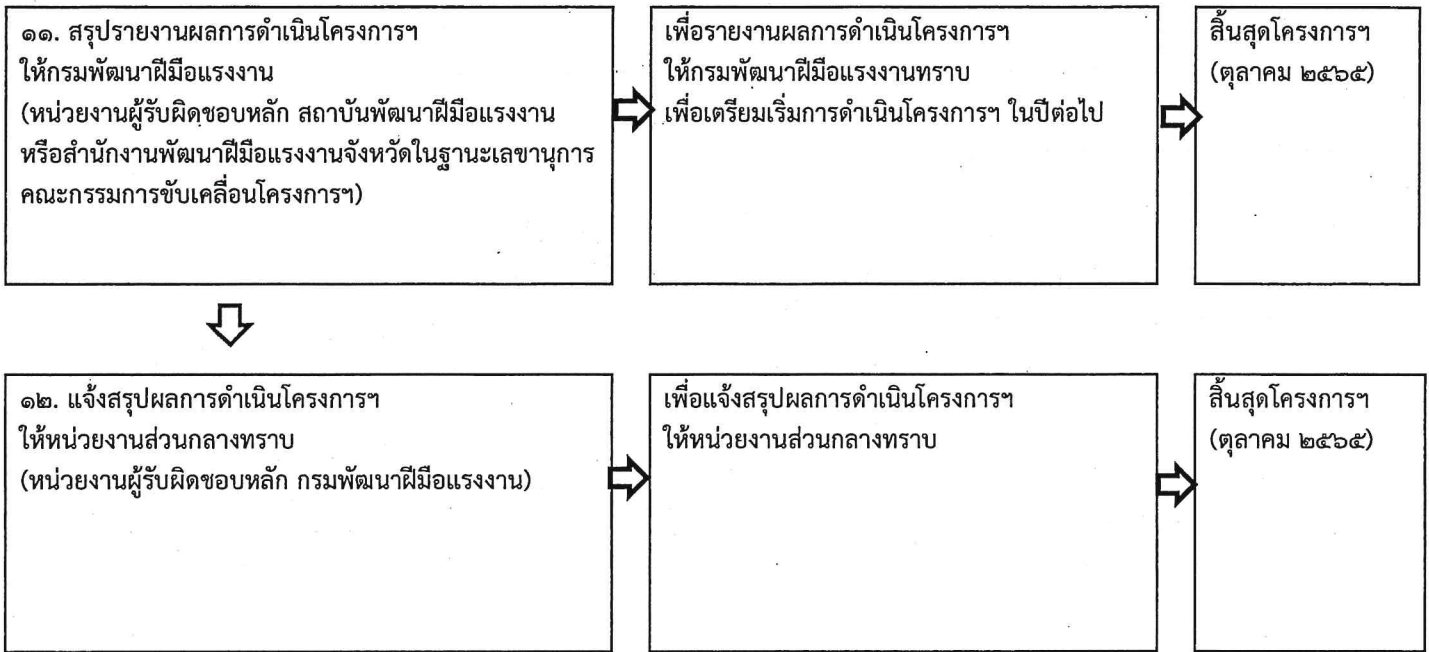 ๑๑. สรุปรายงานผลการดำเนินโครงการฯ
ให้กรมพัฒนาฝีมือแรงงาน
(หน่วยงานผู้รับผิดชอบหลัก สถาบันพัฒนาฝีมือแรงงาน
หรือสำนักงานพัฒนาฝีมือแรงงานจังหวัดในฐานะเลขานุการ
คณะกรรมการขับเคลื่อนโครงการฯ)
เพื่อรายงานผลการดำเนินโครงการฯ
ให้กรมพัฒนาฝีมือแรงงานทราบ
เพื่อเตรียมเริ่มการดำเนินโครงการฯ ในปีต่อไป
สิ้นสุดโครงการฯ
(ตุลาคม ๒๕๖๕)
๑๒. แจ้งสรุปผลการดำเนินโครงการฯ
ให้หน่วยงานส่วนกลางทราบ
(หน่วยงานผู้รับผิดชอบหลัก กรมพัฒนาฝีมือแรงงาน)
เพื่อแจ้งสรุปผลการดำเนินโครงการฯ
ให้หน่วยงานส่วนกลางทราบ
สิ้นสุดโครงการฯ
(ตุลาคม ๒๕๖๕)